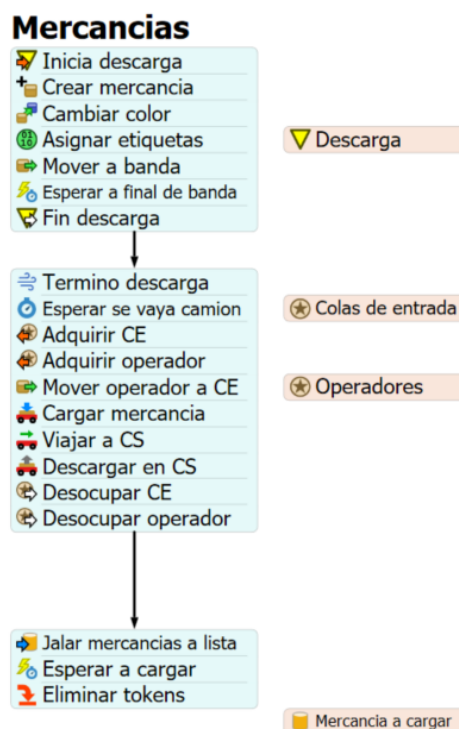 Mercancias
Inicia descarga
Crear mercancia
Cambiar color
Asignar etiquetas
Mover a banda
Esperar a final de banda
Fin descarga
Descarga
Termino descarga
Esperar se vaya camion
Adquirir CE
Adquirir operador
Mover operador a CE
Cargar mercancia
Viajar a CS
Descargar en CS
Desocupar CE
Desocupar operador
Colas de entrada
Operadores
Jalar mercancias a lista
Esperar a cargar
Eliminar tokens
Mercancia a cargar